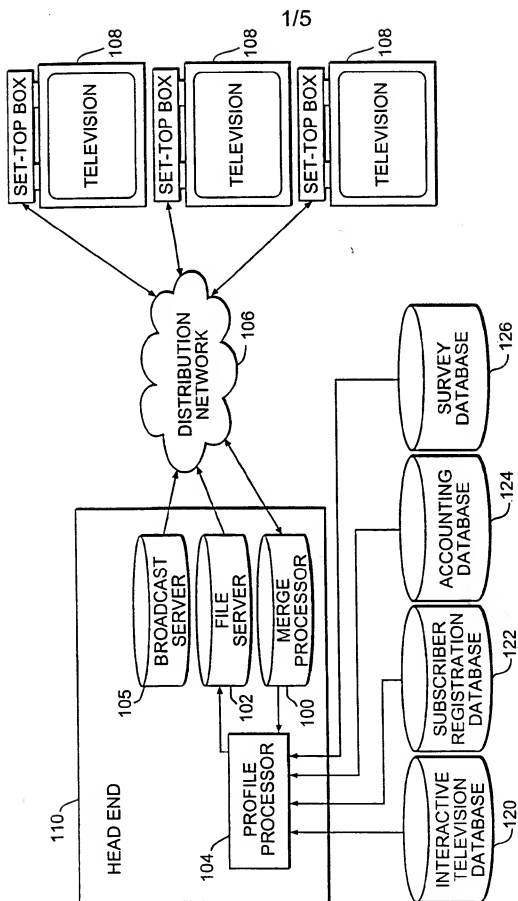 1/5
110
HEAD END
105
BROADCAST
SERVER
FILE
SERVER
102
MERGE
PROCESSOR
100
104
PROFILE
PROCESSOR
DISTRIBUTION
NETWORK
106
SET-TOP BOX
TELEVISION
108
SET-TOP BOX
TELEVISION
108
SET-TOP BOX
TELEVISION
108
INTERACTIVE
TELEVISION
DATABASE
120
SUBSCRIBER
REGISTRATION
DATABASE
122
ACCOUNTING
DATABASE
124
SURVEY
DATABASE
126